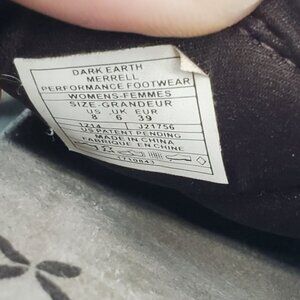 DARK EARTH
MERRELL
PERFORMANCE FOOTWEAR
WOMENS-FEMMES
SIZE-GRANDEUR
US UK EUR
8 6 39
1214 J21756
US PATENT PENDING
MADE IN CHINA
FABRIQUE EN CHINE